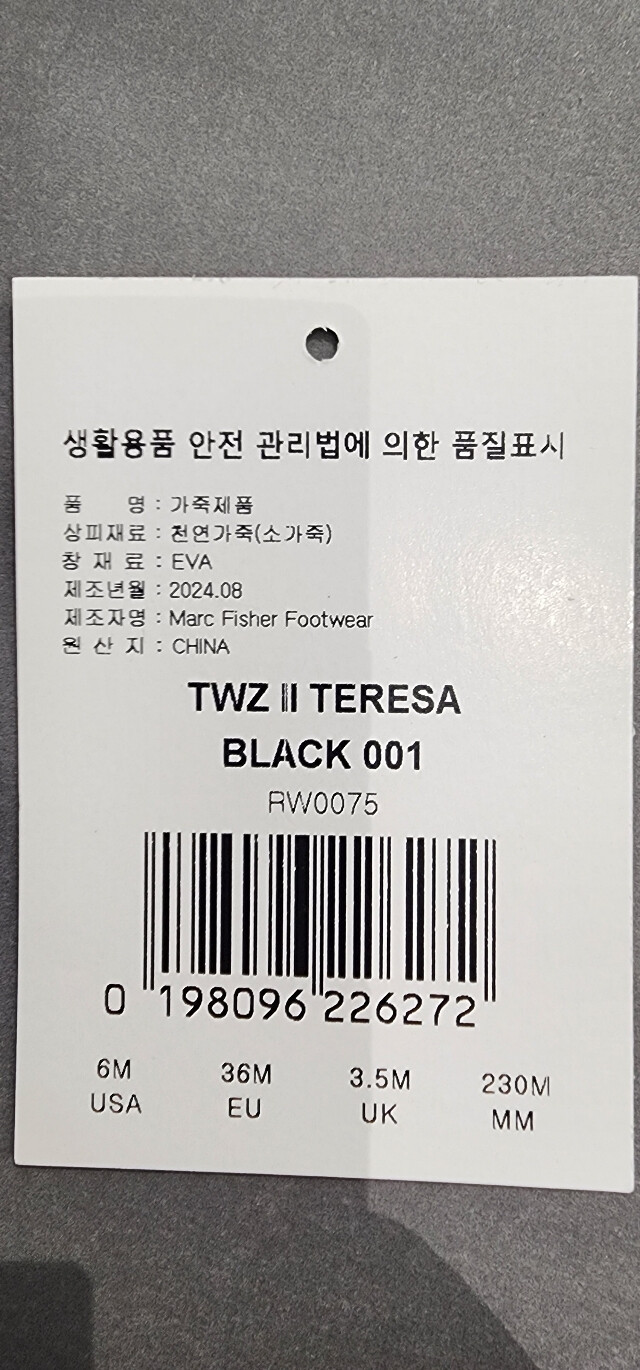 생활용품 안전 관리법에 의한 품질표시
품 명 : 가죽제품
상피재료 : 천연가죽(소가죽)
창 재 료 : EVA
제조년월 : 2024.08
제조자명 : Marc Fisher Footwear
원 산 지 : CHINA
TWZ II TERESA
BLACK 001
RW0075
0 198096 226272
6M 36M 3.5M 230M
USA EU UK MM